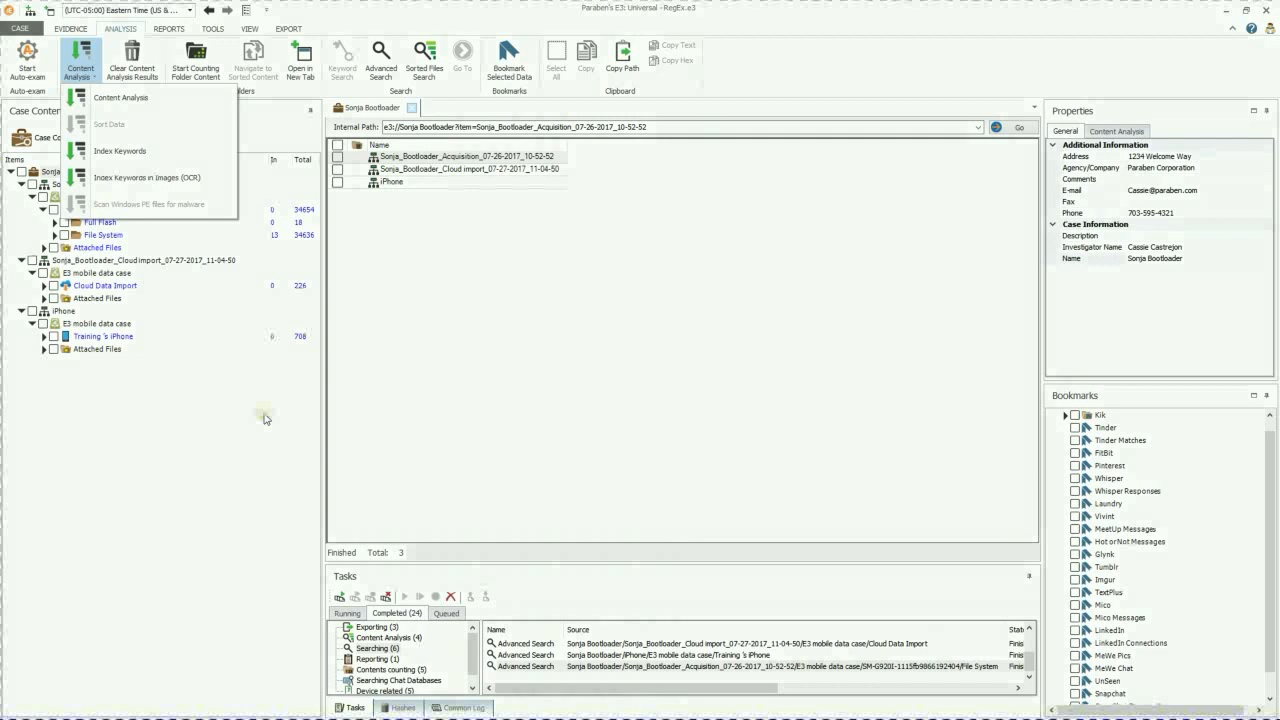 (UTC-05:00) Eastern Time (US & ...
Paraben's E3: Universal - RegEx.e3
CASE EVIDENCE ANALYSIS REPORTS TOOLS VIEW EXPORT
Start Auto-exam
Content Analysis
Clear Content Analysis Results
Start Counting Folder Content
Navigate to Sorted Content
Open in New Tab
Keyword Search
Advanced Search
Sorted Files Search
Go To
Bookmark Selected Data
Select All
Copy
Copy Path
Copy Text
Copy Hex
Auto-exam
Search
Bookmarks
Clipboard
Content Analysis
Sort Data
Index Keywords
Index Keywords in Images (OCR)
Scan Windows PE files for malware
Items In Total
0 34654
Full Flash 0 18
File System 13 34636
Attached Files
Sonja_Bootloader_Cloud import_07-27-2017_11-04-50
E3 mobile data case
Cloud Data Import 0 226
Attached Files
iPhone
E3 mobile data case
Training 's iPhone 0 708
Attached Files
Sonja Bootloader
Internal Path: e3://Sonja Bootloader?item=Sonja_Bootloader_Acquisition_07-26-2017_10-52-52 Go
Name
Sonja_Bootloader_Acquisition_07-26-2017_10-52-52
Sonja_Bootloader_Cloud import_07-27-2017_11-04-50
iPhone
Finished Total: 3
Tasks
Running Completed (24) Queued
Exporting (3)
Content Analysis (4)
Searching (6)
Reporting (1)
Contents counting (5)
Searching Chat Databases
Device related (5)
Name Source
Advanced Search Sonja Bootloader/Sonja_Bootloader_Cloud import_07-27-2017_11-04-50/E3 mobile data case/Cloud Data Import Finis
Advanced Search Sonja Bootloader/iPhone/E3 mobile data case/Training 's iPhone Finis
Advanced Search Sonja Bootloader/Sonja_Bootloader_Acquisition_07-26-2017_10-52-52/E3 mobile data case/SM-G920I-1115fb9866192404/File System Finis
Tasks Hashes Common Log
Properties
General Content Analysis
Additional Information
Address 1234 Welcome Way
Agency/Company Paraben Corporation
Comments
E-mail Cassie@paraben.com
Fax
Phone 703-595-4321
Case Information
Description
Investigator Name Cassie Castrejon
Name Sonja Bootloader
Bookmarks
Kik
Tinder
Tinder Matches
FitBit
Pinterest
Whisper
Whisper Responses
Laundry
Vivint
MeetUp Messages
Hot or Not Messages
Glynk
Tumblr
Imgur
TextPlus
Mico
Mico Messages
LinkedIn
LinkedIn Connections
MeWe Pics
MeWe Chat
UnSeen
Snapchat